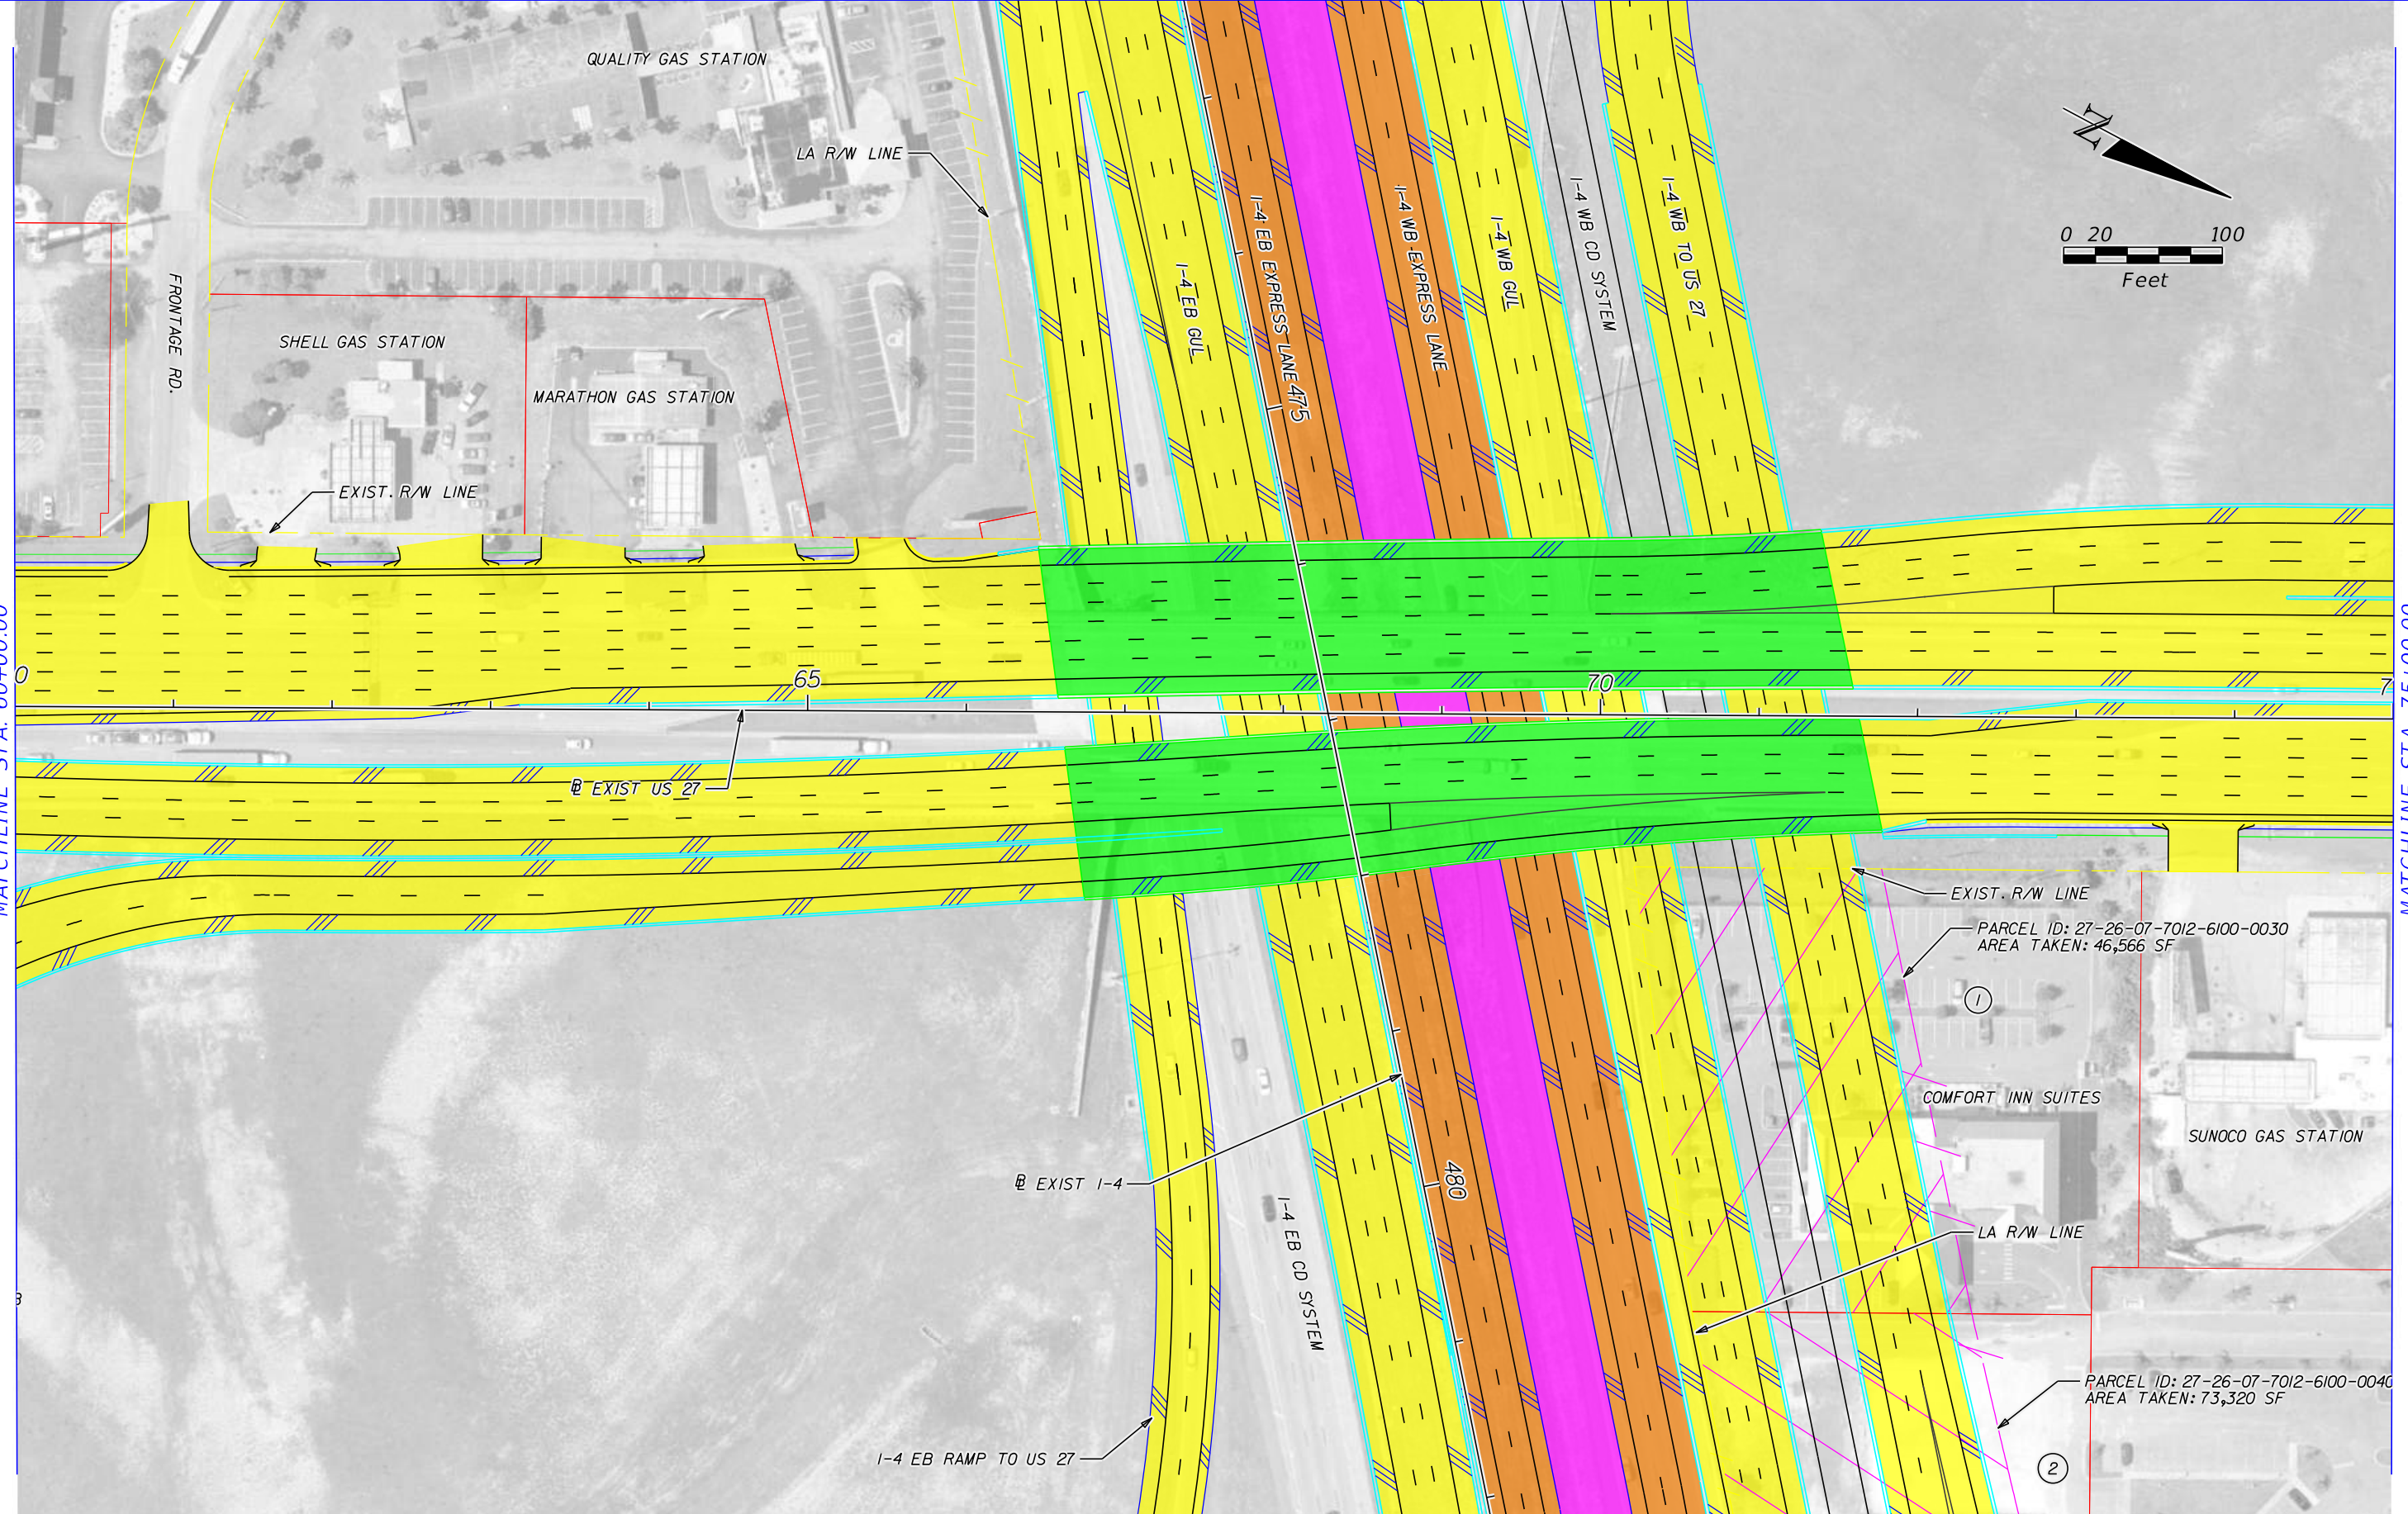 QUALITY GAS STATION
LA R/W LINE
N
0 20 100
Feet
FRONTAGE RD.
SHELL GAS STATION
MARATHON GAS STATION
EXIST. R/W LINE
I-4 EB GUL
I-4 EB EXPRESS LANE
475
I-4 WB EXPRESS LANE
I-4 WB GUL
I-4 WB CD SYSTEM
I-4 WB TO US 27
0
65
70
7
℄ EXIST US 27
EXIST. R/W LINE
PARCEL ID: 27-26-07-7012-6100-0030
AREA TAKEN: 46,566 SF
1
COMFORT INN SUITES
SUNOCO GAS STATION
℄ EXIST I-4
480
I-4 EB CD SYSTEM
LA R/W LINE
PARCEL ID: 27-26-07-7012-6100-0040
AREA TAKEN: 73,320 SF
I-4 EB RAMP TO US 27
2